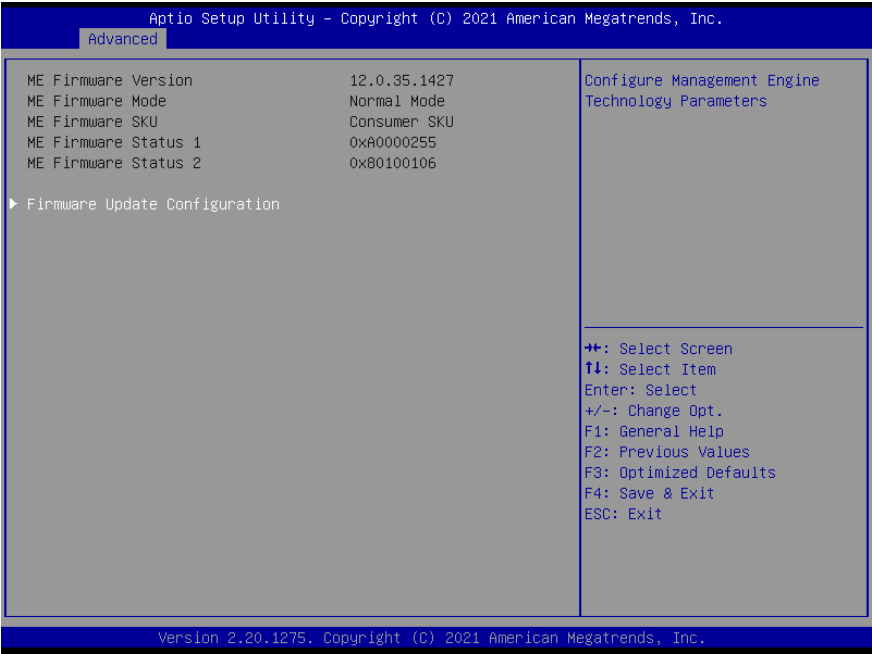 Aptio Setup Utility – Copyright (C) 2021 American Megatrends, Inc.
Advanced
ME Firmware Version 12.0.35.1427
ME Firmware Mode Normal Mode
ME Firmware SKU Consumer SKU
ME Firmware Status 1 0xA0000255
ME Firmware Status 2 0x80100106
Firmware Update Configuration
Configure Management Engine
Technology Parameters
→←: Select Screen
↑↓: Select Item
Enter: Select
+/-: Change Opt.
F1: General Help
F2: Previous Values
F3: Optimized Defaults
F4: Save & Exit
ESC: Exit
Version 2.20.1275. Copyright (C) 2021 American Megatrends, Inc.